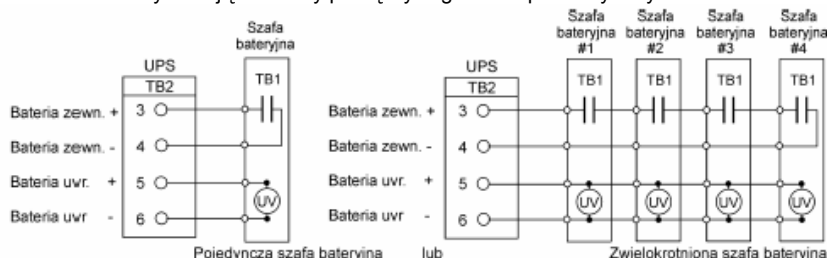 Szafa
bateryjna
UPS
TB2
TB1
Bateria zewn. + 3
Bateria zewn. - 4
Bateria uwr. + 5
Bateria uwr - 6
UV
Pojedyncza szafa bateryjna
lub
Szafa
bateryjna
#1
Szafa
bateryjna
#2
Szafa
bateryjna
#3
Szafa
bateryjna
#4
UPS
TB2
TB1
TB1
TB1
TB1
Bateria zewn. + 3
Bateria zewn. - 4
Bateria uwr. + 5
Bateria uwr - 6
UV
UV
UV
UV
Zwielokrotniona szafa bateryjna